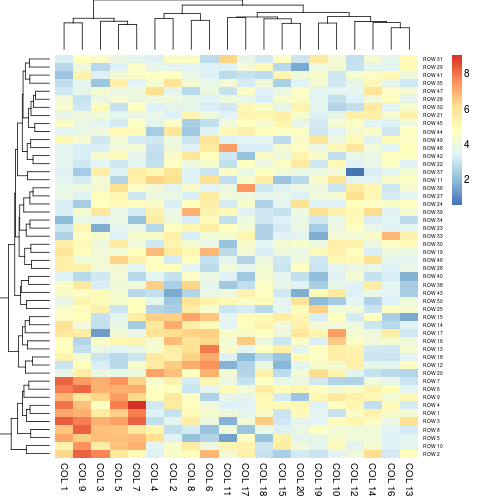 ROW 31
ROW 29
ROW 41
ROW 35
ROW 47
ROW 26
ROW 32
ROW 21
ROW 45
ROW 44
ROW 49
ROW 48
ROW 42
ROW 22
ROW 37
ROW 11
ROW 36
ROW 27
ROW 24
ROW 39
ROW 34
ROW 23
ROW 33
ROW 30
ROW 19
ROW 46
ROW 28
ROW 40
ROW 38
ROW 43
ROW 50
ROW 25
ROW 15
ROW 14
ROW 17
ROW 16
ROW 13
ROW 18
ROW 12
ROW 20
ROW 7
ROW 6
ROW 9
ROW 4
ROW 1
ROW 3
ROW 8
ROW 5
ROW 10
ROW 2
8
6
4
2
COL 1
COL 9
COL 3
COL 5
COL 7
COL 4
COL 2
COL 8
COL 6
COL 11
COL 17
COL 18
COL 15
COL 20
COL 19
COL 10
COL 12
COL 14
COL 16
COL 13